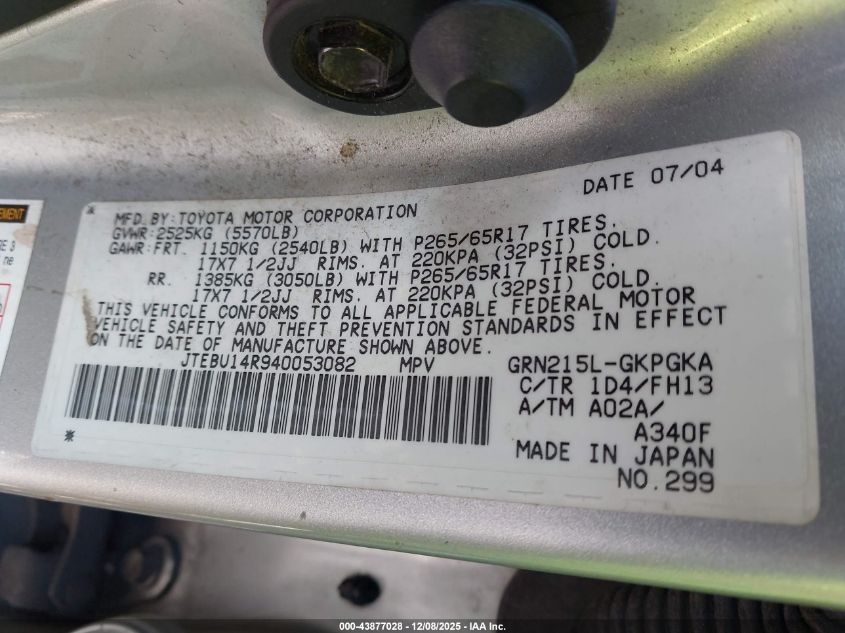 DATE 07/04
MFD. BY: TOYOTA MOTOR CORPORATION
GVWR: 2525KG (5570LB)
GAWR: FRT. 1150KG (2540LB) WITH P265/65R17 TIRES.
17X7 1/2JJ RIMS. AT 220KPA (32PSI) COLD.
RR. 1385KG (3050LB) WITH P265/65R17 TIRES.
17X7 1/2JJ RIMS. AT 220KPA (32PSI) COLD.
THIS VEHICLE CONFORMS TO ALL APPLICABLE FEDERAL MOTOR
VEHICLE SAFETY AND THEFT PREVENTION STANDARDS IN EFFECT
ON THE DATE OF MANUFACTURE SHOWN ABOVE.
JTEBU14R940053082 MPV GRN215L-GKPGKA
C/TR 1D4/FH13
A/TM A02A/
A340F
MADE IN JAPAN
NO.299
000-43877028 - 12/08/2025 - IAA Inc.